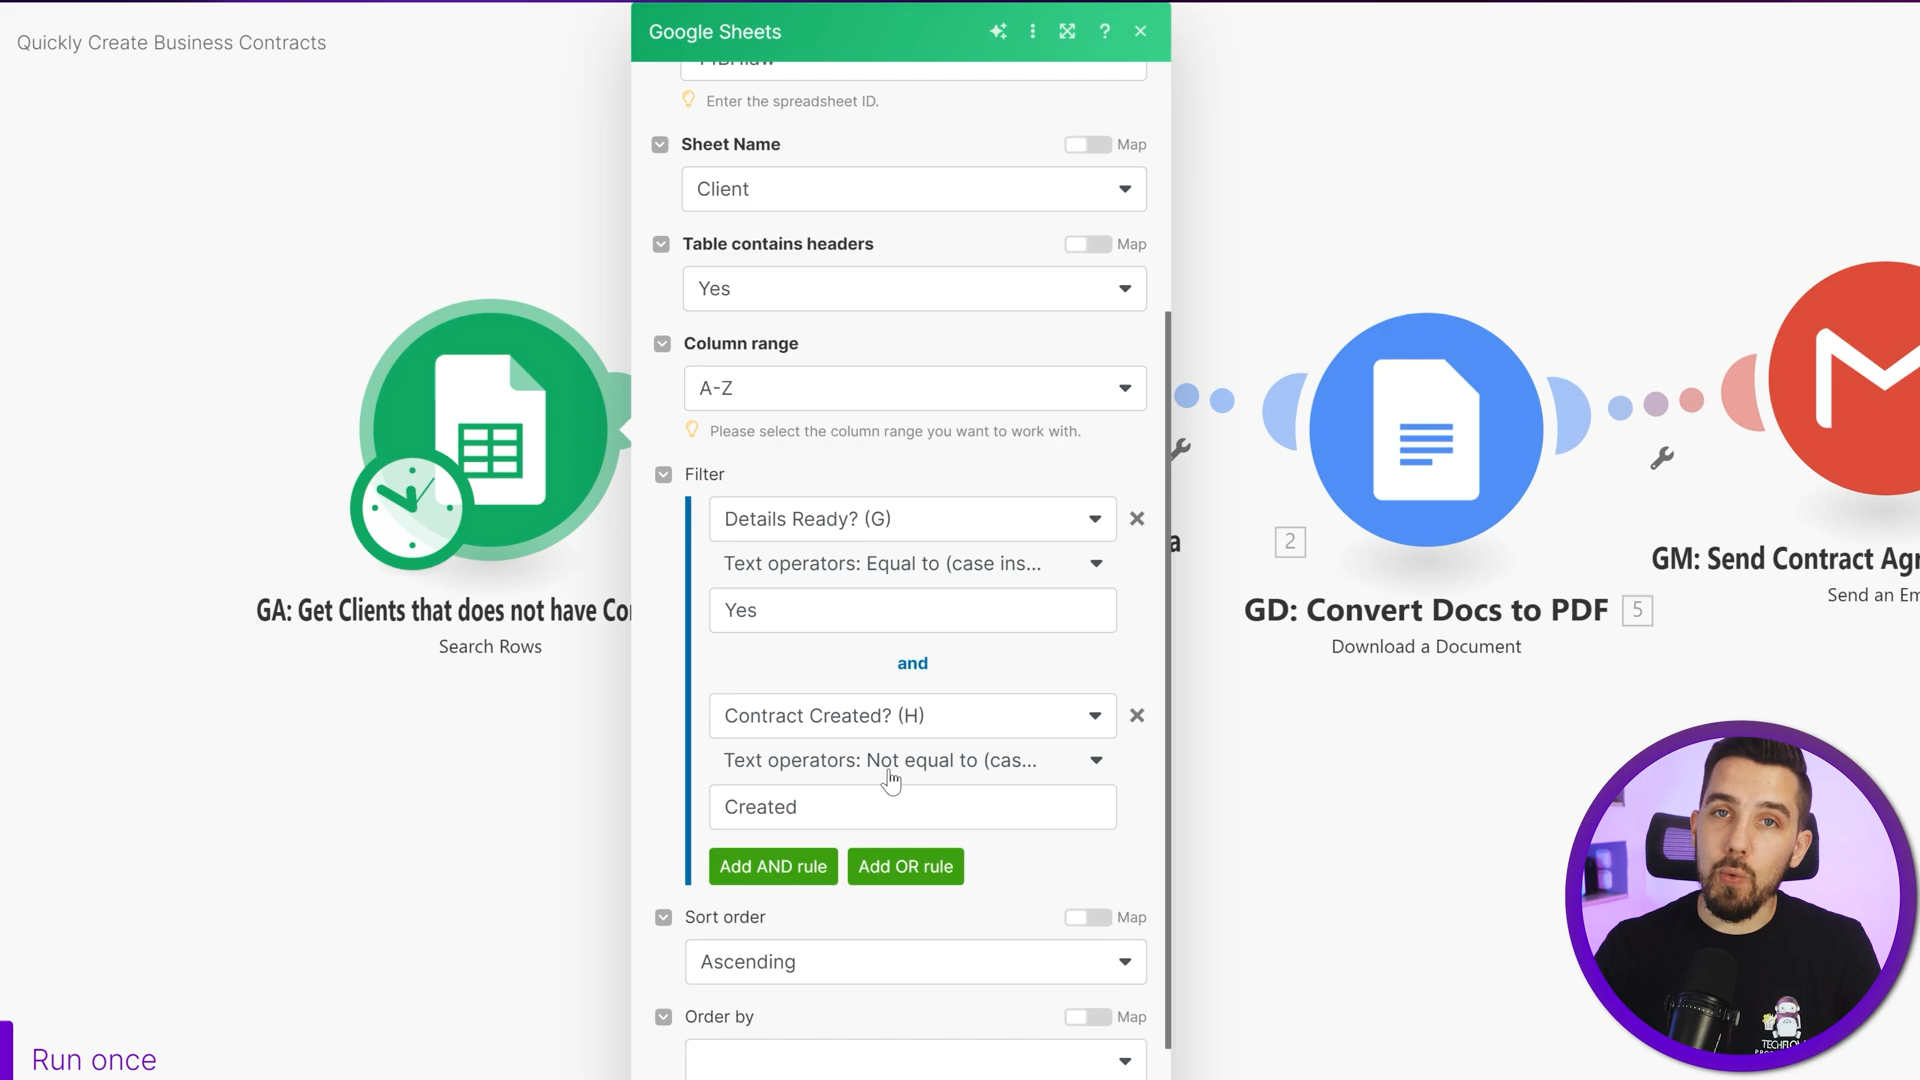 Quickly Create Business Contracts
Google Sheets
?
Enter the spreadsheet ID.
Sheet Name
Map
Client
Table contains headers
Map
Yes
Column range
A-Z
Please select the column range you want to work with.
Filter
Details Ready? (G)
Text operators: Equal to (case ins...
Yes
and
Contract Created? (H)
Text operators: Not equal to (cas...
Created
Add AND rule
Add OR rule
Sort order
Map
Ascending
Order by
Map
GA: Get Clients that does not have Co
Search Rows
a
2
GD: Convert Docs to PDF
5
Download a Document
GM: Send Contract Agr
Send an Em
Run once
TECHFLOW